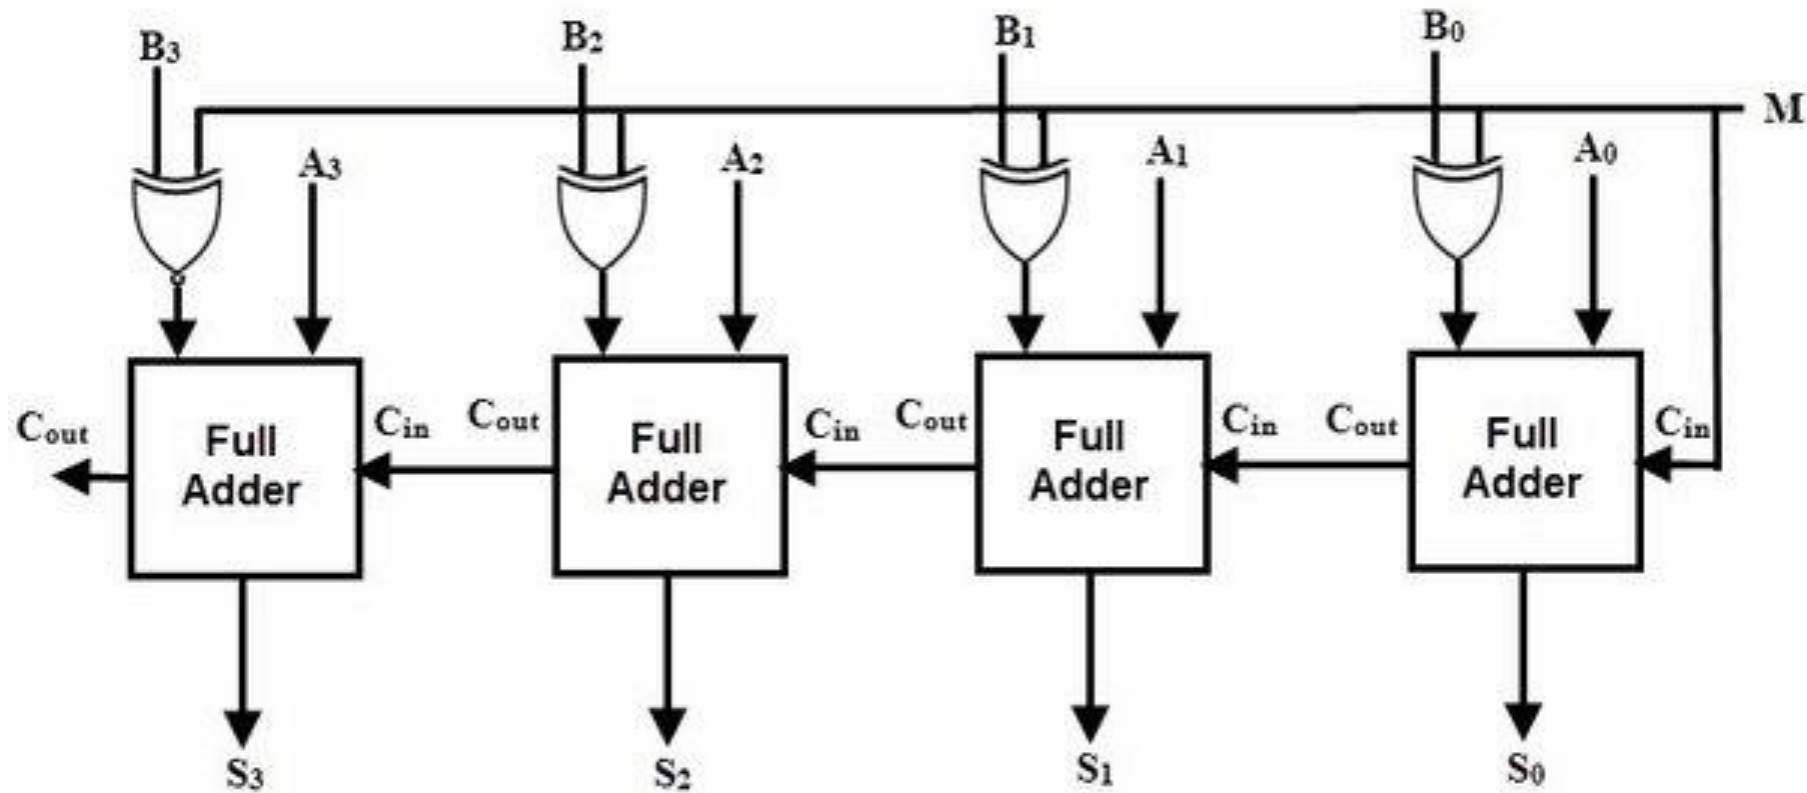 B3 B2 B1 B0
M
A3 A2 A1 A0
Cout Full Adder Cin Cout Full Adder Cin Cout Full Adder Cin Cout Full Adder Cin
S3 S2 S1 S0